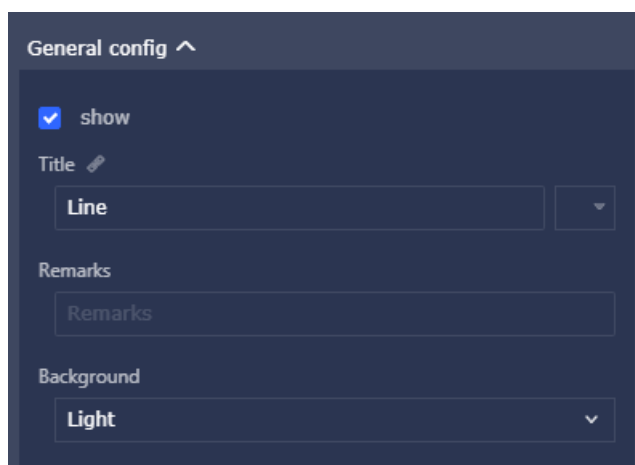 General config
show
Title
Line
Remarks
Remarks
Background
Light